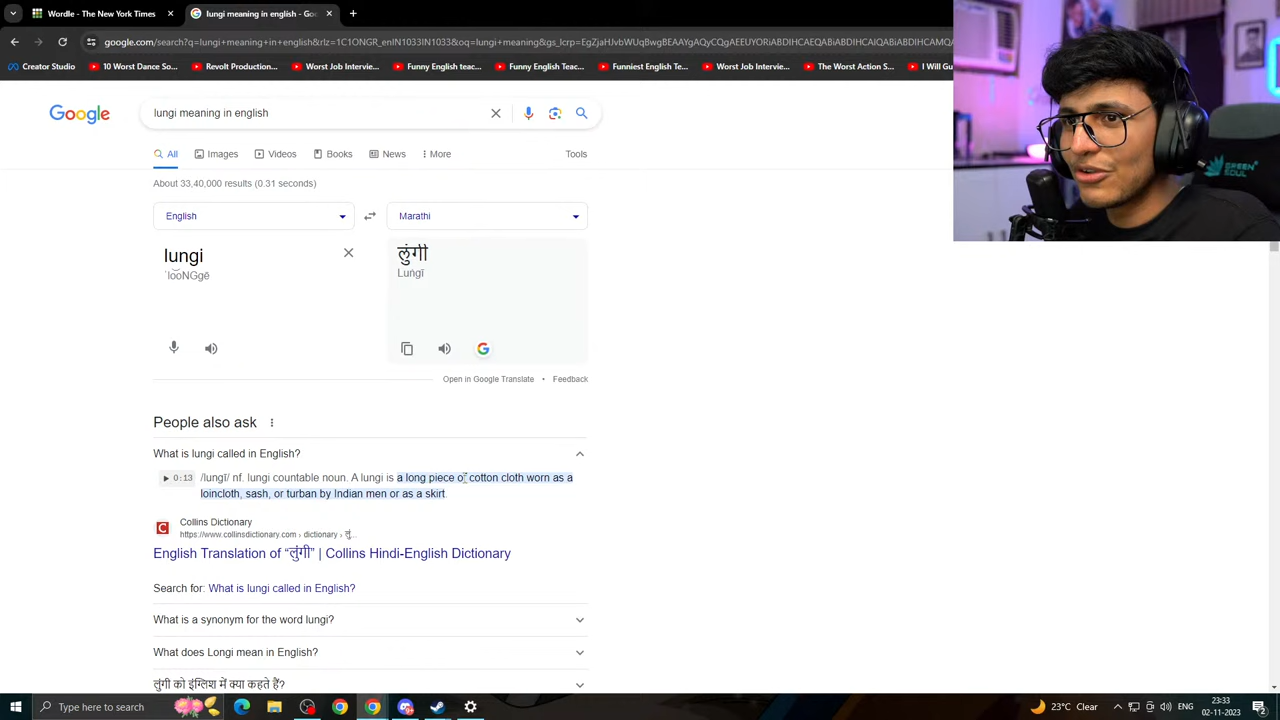 Wordle - The New York Times
lungi meaning in english - Goo
google.com/search?q=lungi+meaning+in+english&rlz=1C1ONGR_enIN1033IN1033&oq=lungi+meaning&gs_lcrp=
Creator Studio
10 Worst Dance So...
Revolt Production...
Funny English teac...
Funny English Teac...
Funniest English Te...
Worst Job Interview...
Worst Job Intervie...
The Worst Action S...
I Will Gu
GREEN SOUL
Google
lungi meaning in english
All
Images
Videos
Books
News
More
Tools
About 33,40,000 results (0.31 seconds)
English
Marathi
lungi
ˈlo͝oNGgē
लुंगी
Luṅgī
Open in Google Translate • Feedback
People also ask
What is lungi called in English?
0:13
/lungī/ nf. lungi countable noun. A lungi is a long piece of cotton cloth worn as a
loincloth, sash, or turban by Indian men or as a skirt.
Collins Dictionary
https://www.collinsdictionary.com › dictionary › लुं...
English Translation of “लुंगी” | Collins Hindi-English Dictionary
Search for: What is lungi called in English?
What is a synonym for the word lungi?
What does Longi mean in English?
लुंगी को इंग्लिश में क्या कहते हैं?
Type here to search
23°C Clear
ENG
23:33
02-11-2023
2